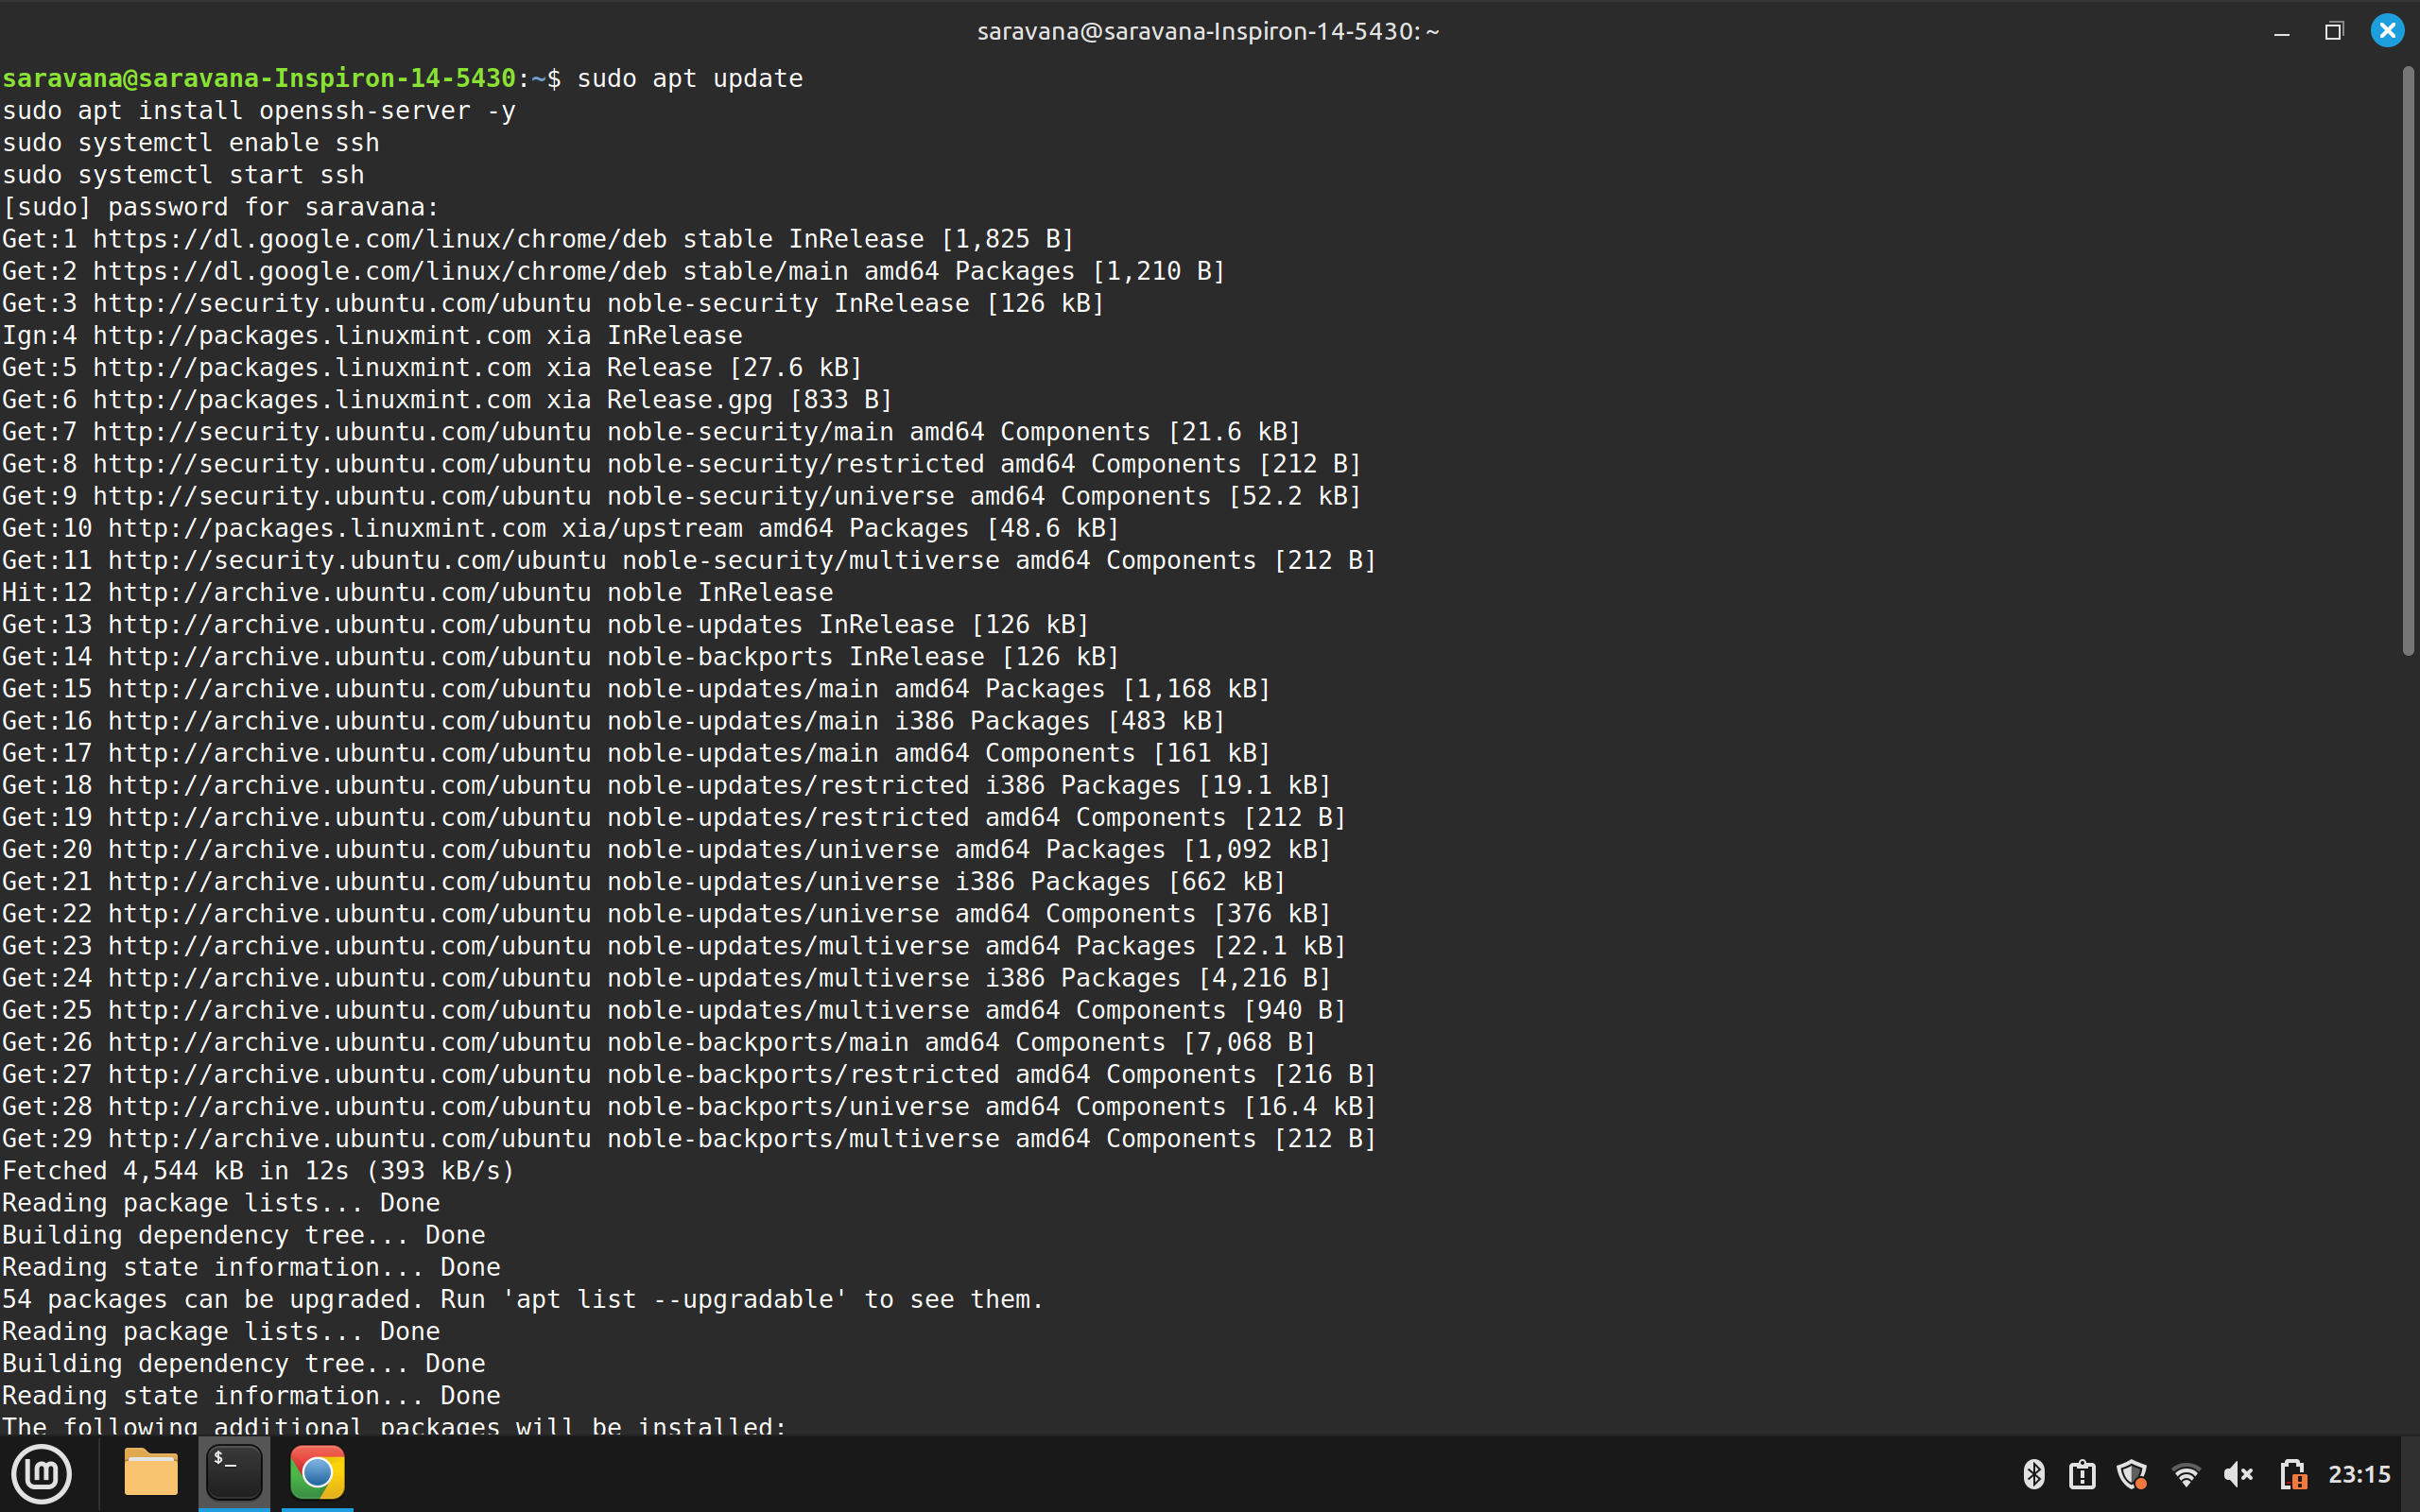 saravana@saravana-Inspiron-14-5430: ~
saravana@saravana-Inspiron-14-5430:~$ sudo apt update
sudo apt install openssh-server -y
sudo systemctl enable ssh
sudo systemctl start ssh
[sudo] password for saravana:
Get:1 https://dl.google.com/linux/chrome/deb stable InRelease [1,825 B]
Get:2 https://dl.google.com/linux/chrome/deb stable/main amd64 Packages [1,210 B]
Get:3 http://security.ubuntu.com/ubuntu noble-security InRelease [126 kB]
Ign:4 http://packages.linuxmint.com xia InRelease
Get:5 http://packages.linuxmint.com xia Release [27.6 kB]
Get:6 http://packages.linuxmint.com xia Release.gpg [833 B]
Get:7 http://security.ubuntu.com/ubuntu noble-security/main amd64 Components [21.6 kB]
Get:8 http://security.ubuntu.com/ubuntu noble-security/restricted amd64 Components [212 B]
Get:9 http://security.ubuntu.com/ubuntu noble-security/universe amd64 Components [52.2 kB]
Get:10 http://packages.linuxmint.com xia/upstream amd64 Packages [48.6 kB]
Get:11 http://security.ubuntu.com/ubuntu noble-security/multiverse amd64 Components [212 B]
Hit:12 http://archive.ubuntu.com/ubuntu noble InRelease
Get:13 http://archive.ubuntu.com/ubuntu noble-updates InRelease [126 kB]
Get:14 http://archive.ubuntu.com/ubuntu noble-backports InRelease [126 kB]
Get:15 http://archive.ubuntu.com/ubuntu noble-updates/main amd64 Packages [1,168 kB]
Get:16 http://archive.ubuntu.com/ubuntu noble-updates/main i386 Packages [483 kB]
Get:17 http://archive.ubuntu.com/ubuntu noble-updates/main amd64 Components [161 kB]
Get:18 http://archive.ubuntu.com/ubuntu noble-updates/restricted i386 Packages [19.1 kB]
Get:19 http://archive.ubuntu.com/ubuntu noble-updates/restricted amd64 Components [212 B]
Get:20 http://archive.ubuntu.com/ubuntu noble-updates/universe amd64 Packages [1,092 kB]
Get:21 http://archive.ubuntu.com/ubuntu noble-updates/universe i386 Packages [662 kB]
Get:22 http://archive.ubuntu.com/ubuntu noble-updates/universe amd64 Components [376 kB]
Get:23 http://archive.ubuntu.com/ubuntu noble-updates/multiverse amd64 Packages [22.1 kB]
Get:24 http://archive.ubuntu.com/ubuntu noble-updates/multiverse i386 Packages [4,216 B]
Get:25 http://archive.ubuntu.com/ubuntu noble-updates/multiverse amd64 Components [940 B]
Get:26 http://archive.ubuntu.com/ubuntu noble-backports/main amd64 Components [7,068 B]
Get:27 http://archive.ubuntu.com/ubuntu noble-backports/restricted amd64 Components [216 B]
Get:28 http://archive.ubuntu.com/ubuntu noble-backports/universe amd64 Components [16.4 kB]
Get:29 http://archive.ubuntu.com/ubuntu noble-backports/multiverse amd64 Components [212 B]
Fetched 4,544 kB in 12s (393 kB/s)
Reading package lists... Done
Building dependency tree... Done
Reading state information... Done
54 packages can be upgraded. Run 'apt list --upgradable' to see them.
Reading package lists... Done
Building dependency tree... Done
Reading state information... Done
The following additional packages will be installed:
$_
23:15